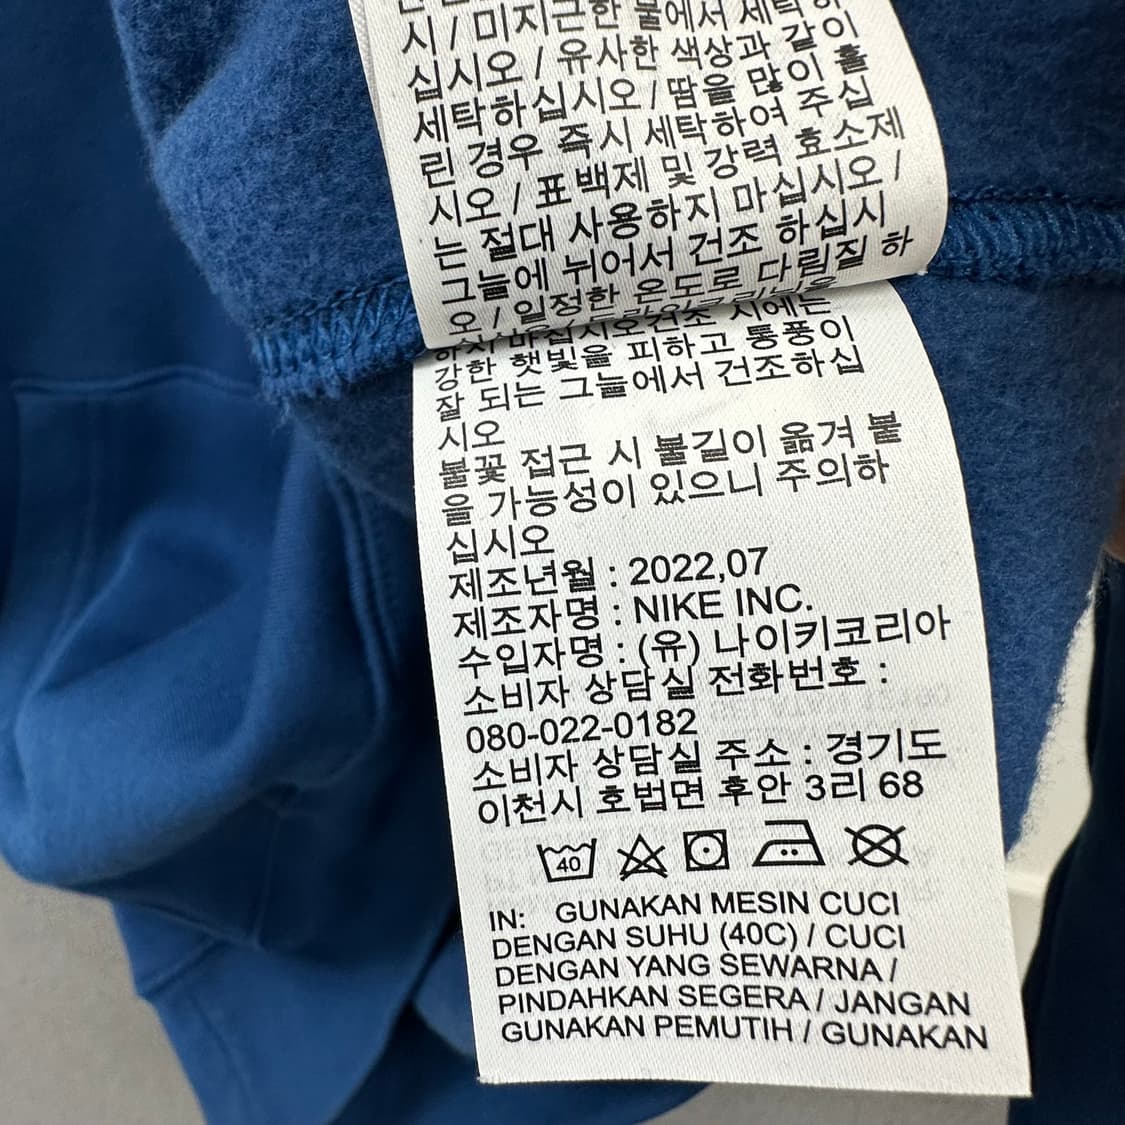 시 / 미지근한 물에서 세탁하
십시오 / 유사한 색상과 같이
세탁하십시오 / 땀을 많이 흘
린 경우 즉시 세탁하여 주십
시오 / 표백제 및 강력 효소제
는 절대 사용하지 마십시오 /
그늘에 뉘어서 건조 하십시
오 / 일정한 온도로 다림질 하
하지 마십시오 건조 시에는
강한 햇빛을 피하고 통풍이
잘 되는 그늘에서 건조하십
시오
불꽃 접근 시 불길이 옮겨 붙
을 가능성이 있으니 주의하
십시오
제조년월 : 2022,07
제조자명 : NIKE INC.
수입자명 : (유) 나이키코리아
소비자 상담실 전화번호 :
080-022-0182
소비자 상담실 주소 : 경기도
이천시 호법면 후안 3리 68
40
IN: GUNAKAN MESIN CUCI
DENGAN SUHU (40C) / CUCI
DENGAN YANG SEWARNA /
PINDAHKAN SEGERA / JANGAN
GUNAKAN PEMUTIH / GUNAKAN